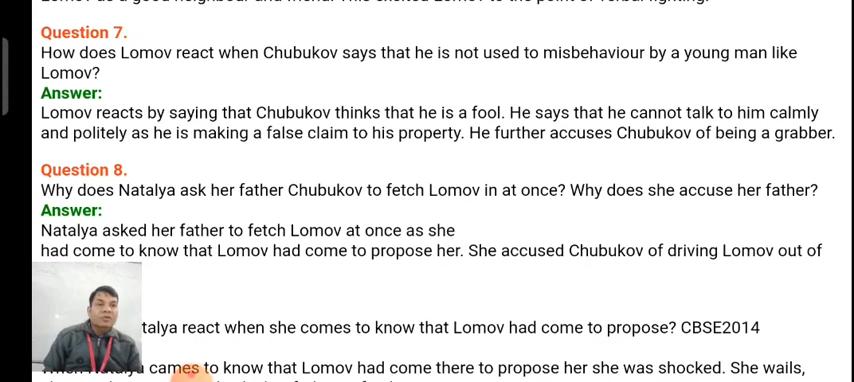 Question 7.
How does Lomov react when Chubukov says that he is not used to misbehaviour by a young man like
Lomov?
Answer:
Lomov reacts by saying that Chubukov thinks that he is a fool. He says that he cannot talk to him calmly
and politely as he is making a false claim to his property. He further accuses Chubukov of being a grabber.
Question 8.
Why does Natalya ask her father Chubukov to fetch Lomov in at once? Why does she accuse her father?
Answer:
Natalya asked her father to fetch Lomov at once as she
had come to know that Lomov had come to propose her. She accused Chubukov of driving Lomov out of
talya react when she comes to know that Lomov had come to propose? CBSE2014
cames to know that Lomov had come there to propose her she was shocked. She wails,